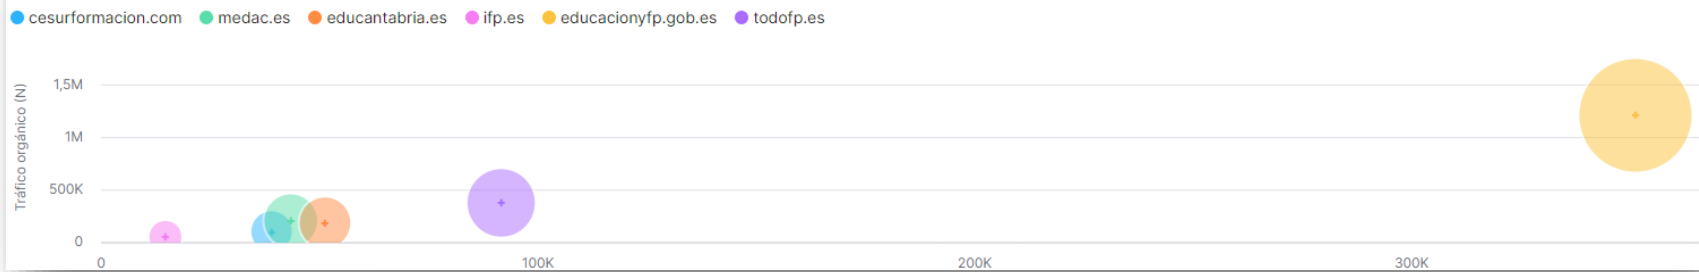 cesurformacion.com medac.es educantabria.es ifp.es educacionyfp.gob.es todofp.es
Tráfico orgánico (N)
1,5M
1M
500K
0
0 100K 200K 300K